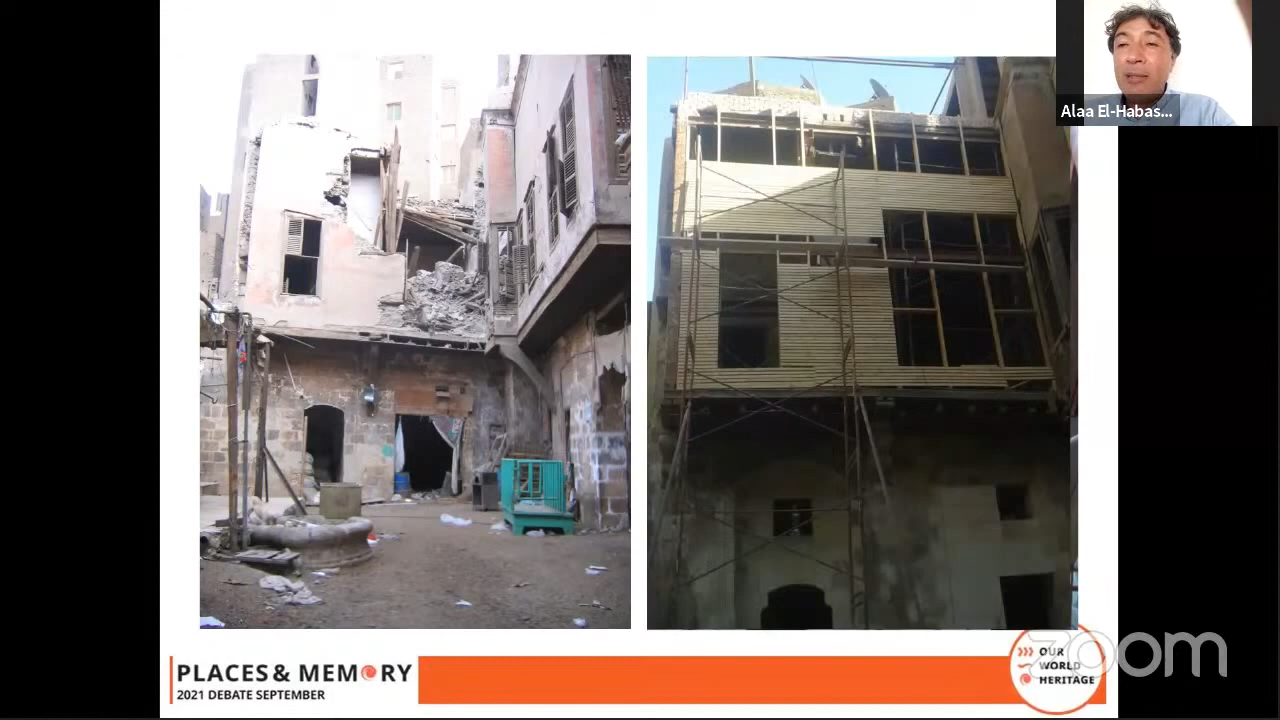 Alaa El-Habas...
PLACES & MEMORY
2021 DEBATE SEPTEMBER
OUR
WORLD
HERITAGE
zoom